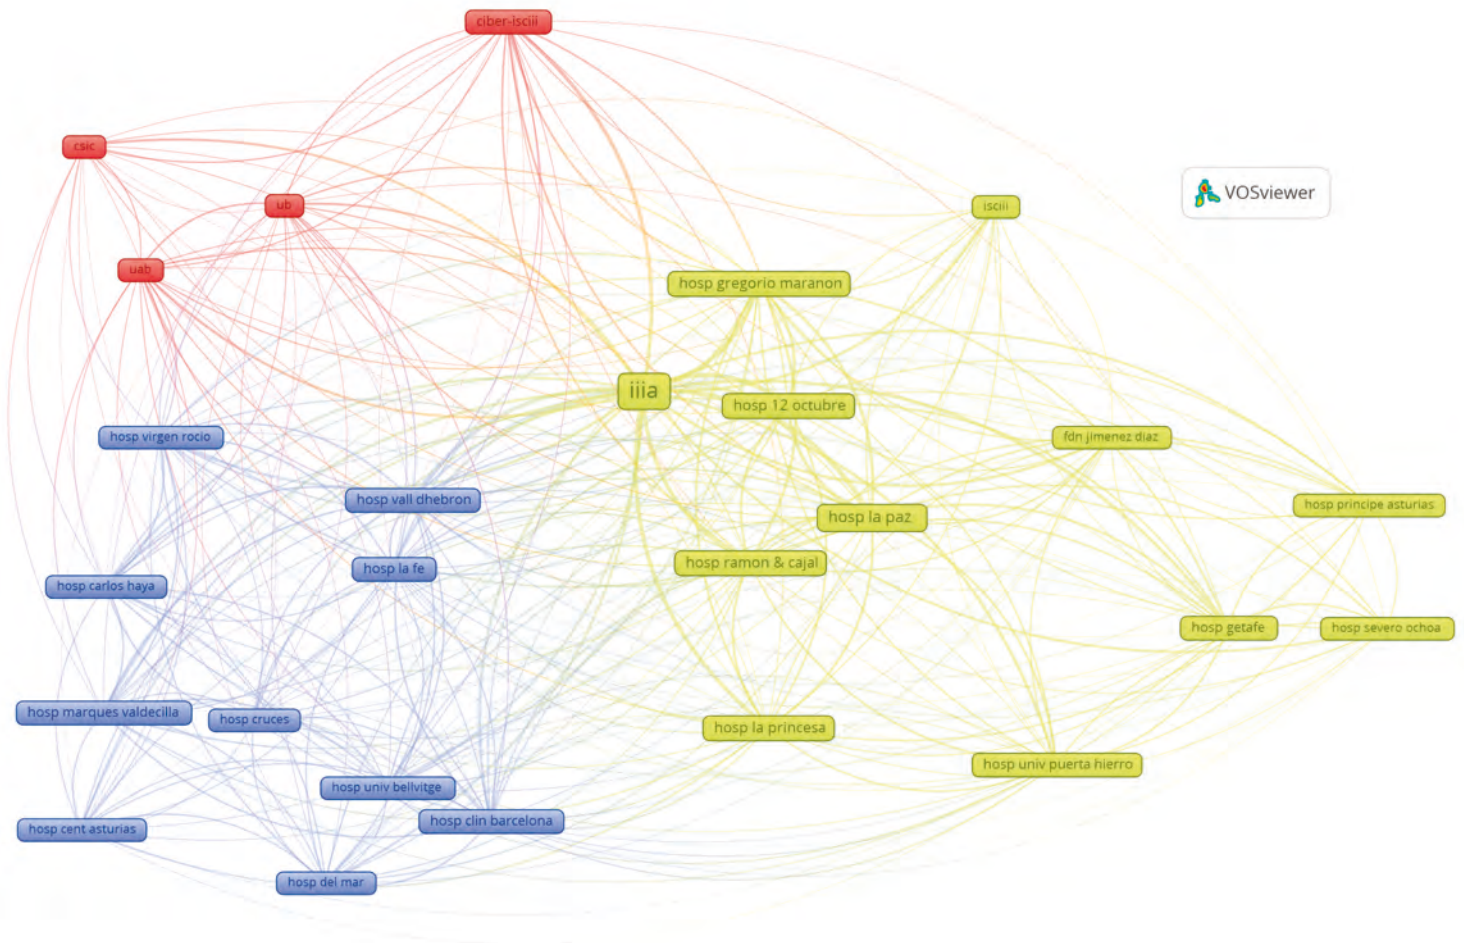 ciber-isciii
csic
ub
isciii
VOSviewer
uab
hosp gregorio maranon
iiia
hosp 12 octubre
hosp virgen rocio
fdn jimenez diaz
hosp vall dhebron
hosp principe asturias
hosp la paz
hosp la fe
hosp ramon & cajal
hosp carlos haya
hosp getafe
hosp severo ochoa
hosp marques valdecilla
hosp cruces
hosp la princesa
hosp univ puerta hierro
hosp univ bellvitge
hosp clin barcelona
hosp cent asturias
hosp del mar